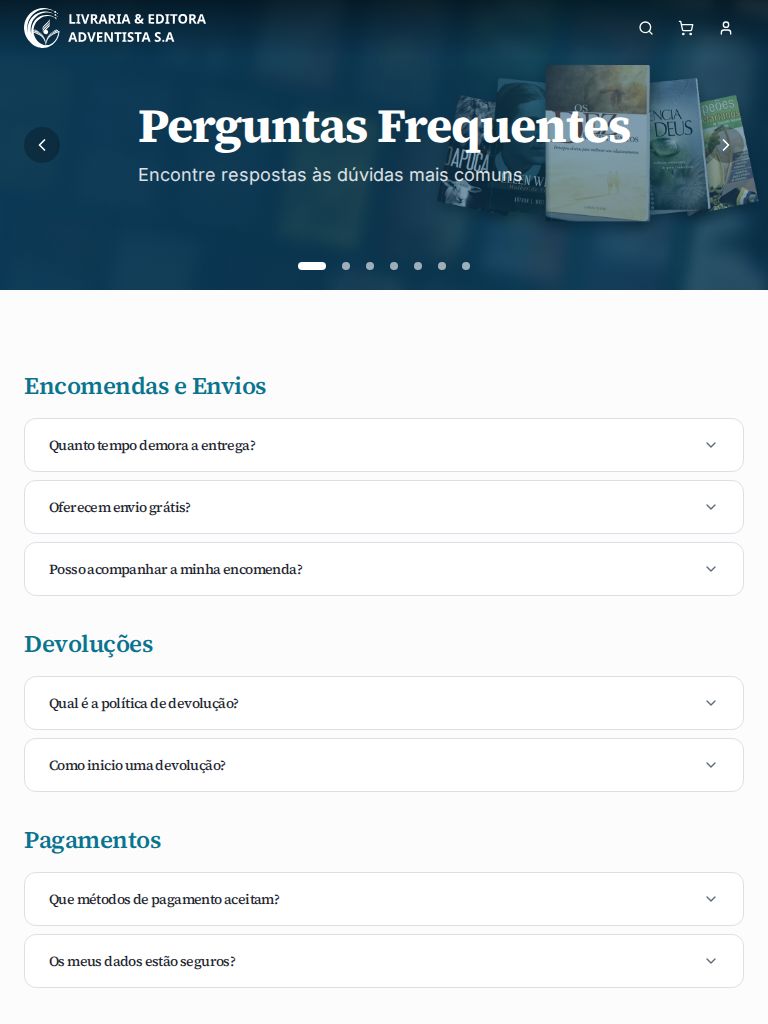 LIVRARIA & EDITORA
ADVENTISTA S.A
Perguntas Frequentes
Encontre respostas às dúvidas mais comuns
Encomendas e Envios
Quanto tempo demora a entrega?
Oferecem envio grátis?
Posso acompanhar a minha encomenda?
Devoluções
Qual é a política de devolução?
Como inicio uma devolução?
Pagamentos
Que métodos de pagamento aceitam?
Os meus dados estão seguros?